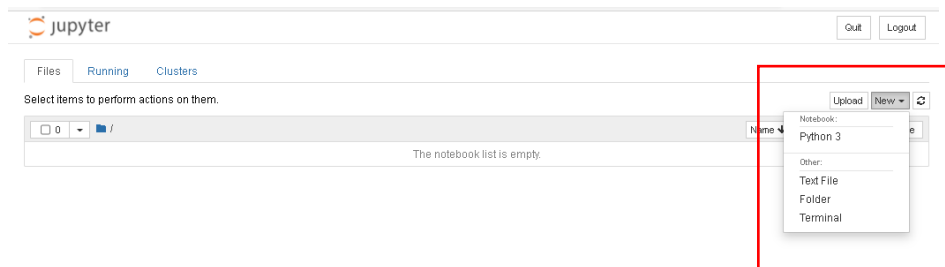 jupyter
Quit Logout
Files Running Clusters
Select items to perform actions on them.
Upload New
0 /
Name
The notebook list is empty.
Notebook:
Python 3
Other:
Text File
Folder
Terminal